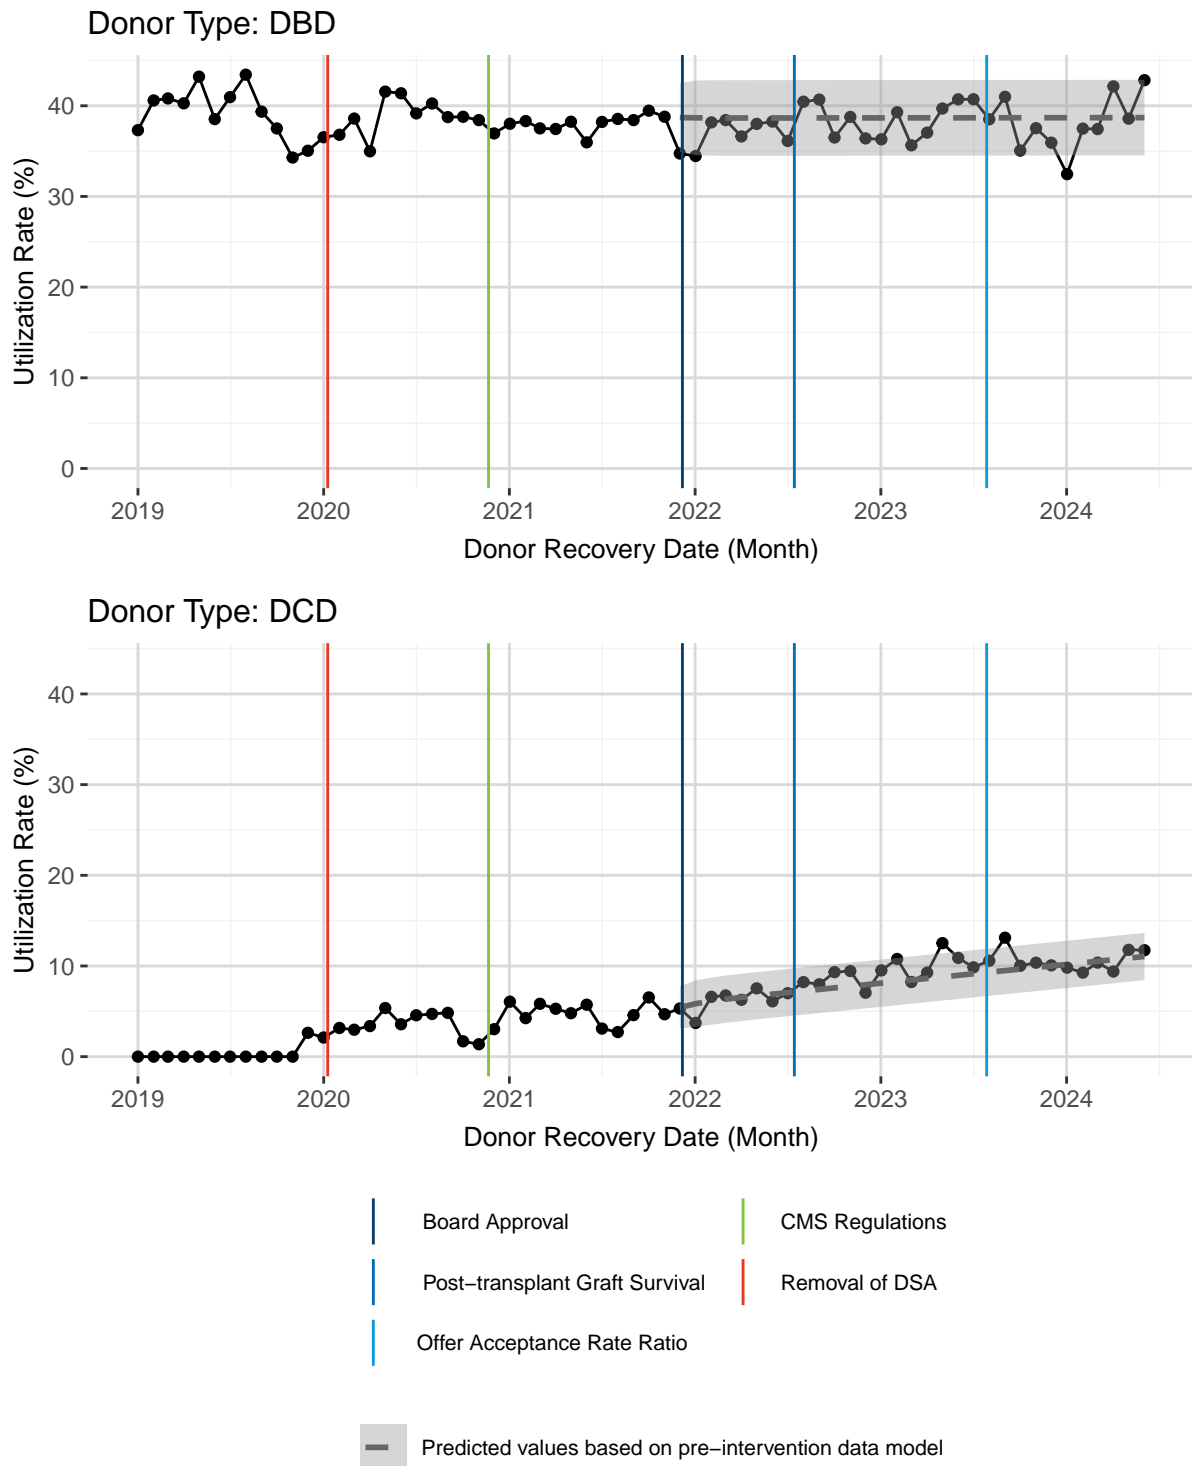 Donor Type: DBD
Utilization Rate (%)
40
30
20
10
0
2019 2020 2021 2022 2023 2024
Donor Recovery Date (Month)
Donor Type: DCD
Utilization Rate (%)
40
30
20
10
0
2019 2020 2021 2022 2023 2024
Donor Recovery Date (Month)
Board Approval CMS Regulations
Post−transplant Graft Survival Removal of DSA
Offer Acceptance Rate Ratio
Predicted values based on pre−intervention data model